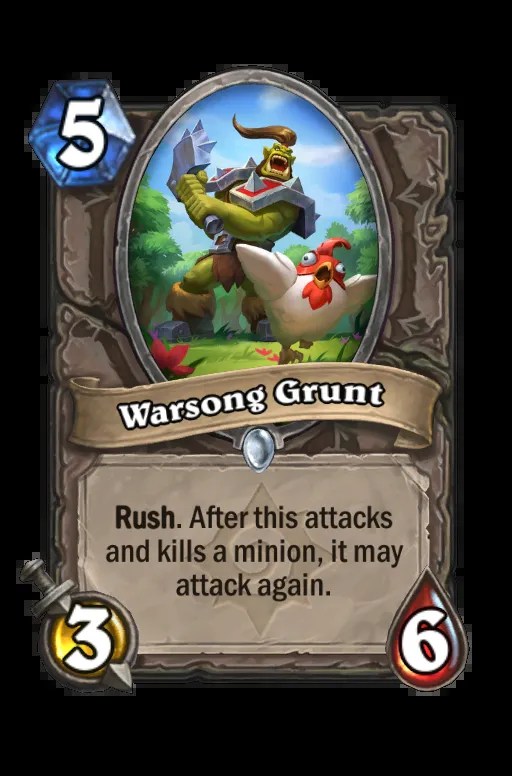 5
Warsong Grunt
Rush. After this attacks
and kills a minion, it may
attack again.
3
6